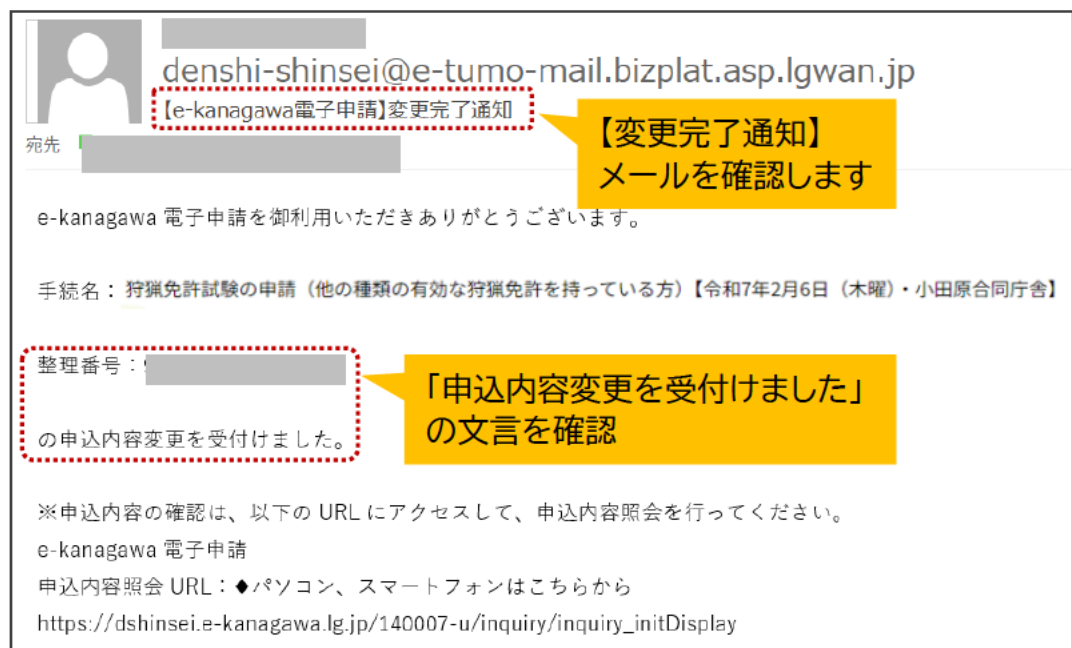 denshi-shinsei@e-tumo-mail.bizplat.asp.lgwan.jp
【e-kanagawa電子申請】変更完了通知
【変更完了通知】
メールを確認します
宛先
e-kanagawa 電子申請を御利用いただきありがとうございます。
手続名： 狩猟免許試験の申請（他の種類の有効な狩猟免許を持っている方）【令和7年2月6日（木曜）・小田原合同庁舎】
整理番号：
「申込内容変更を受付けました」
の文言を確認
の申込内容変更を受付けました。
※申込内容の確認は、以下の URL にアクセスして、申込内容照会を行ってください。
e-kanagawa 電子申請
申込内容照会 URL：◆パソコン、スマートフォンはこちらから
https://dshinsei.e-kanagawa.lg.jp/140007-u/inquiry/inquiry_initDisplay